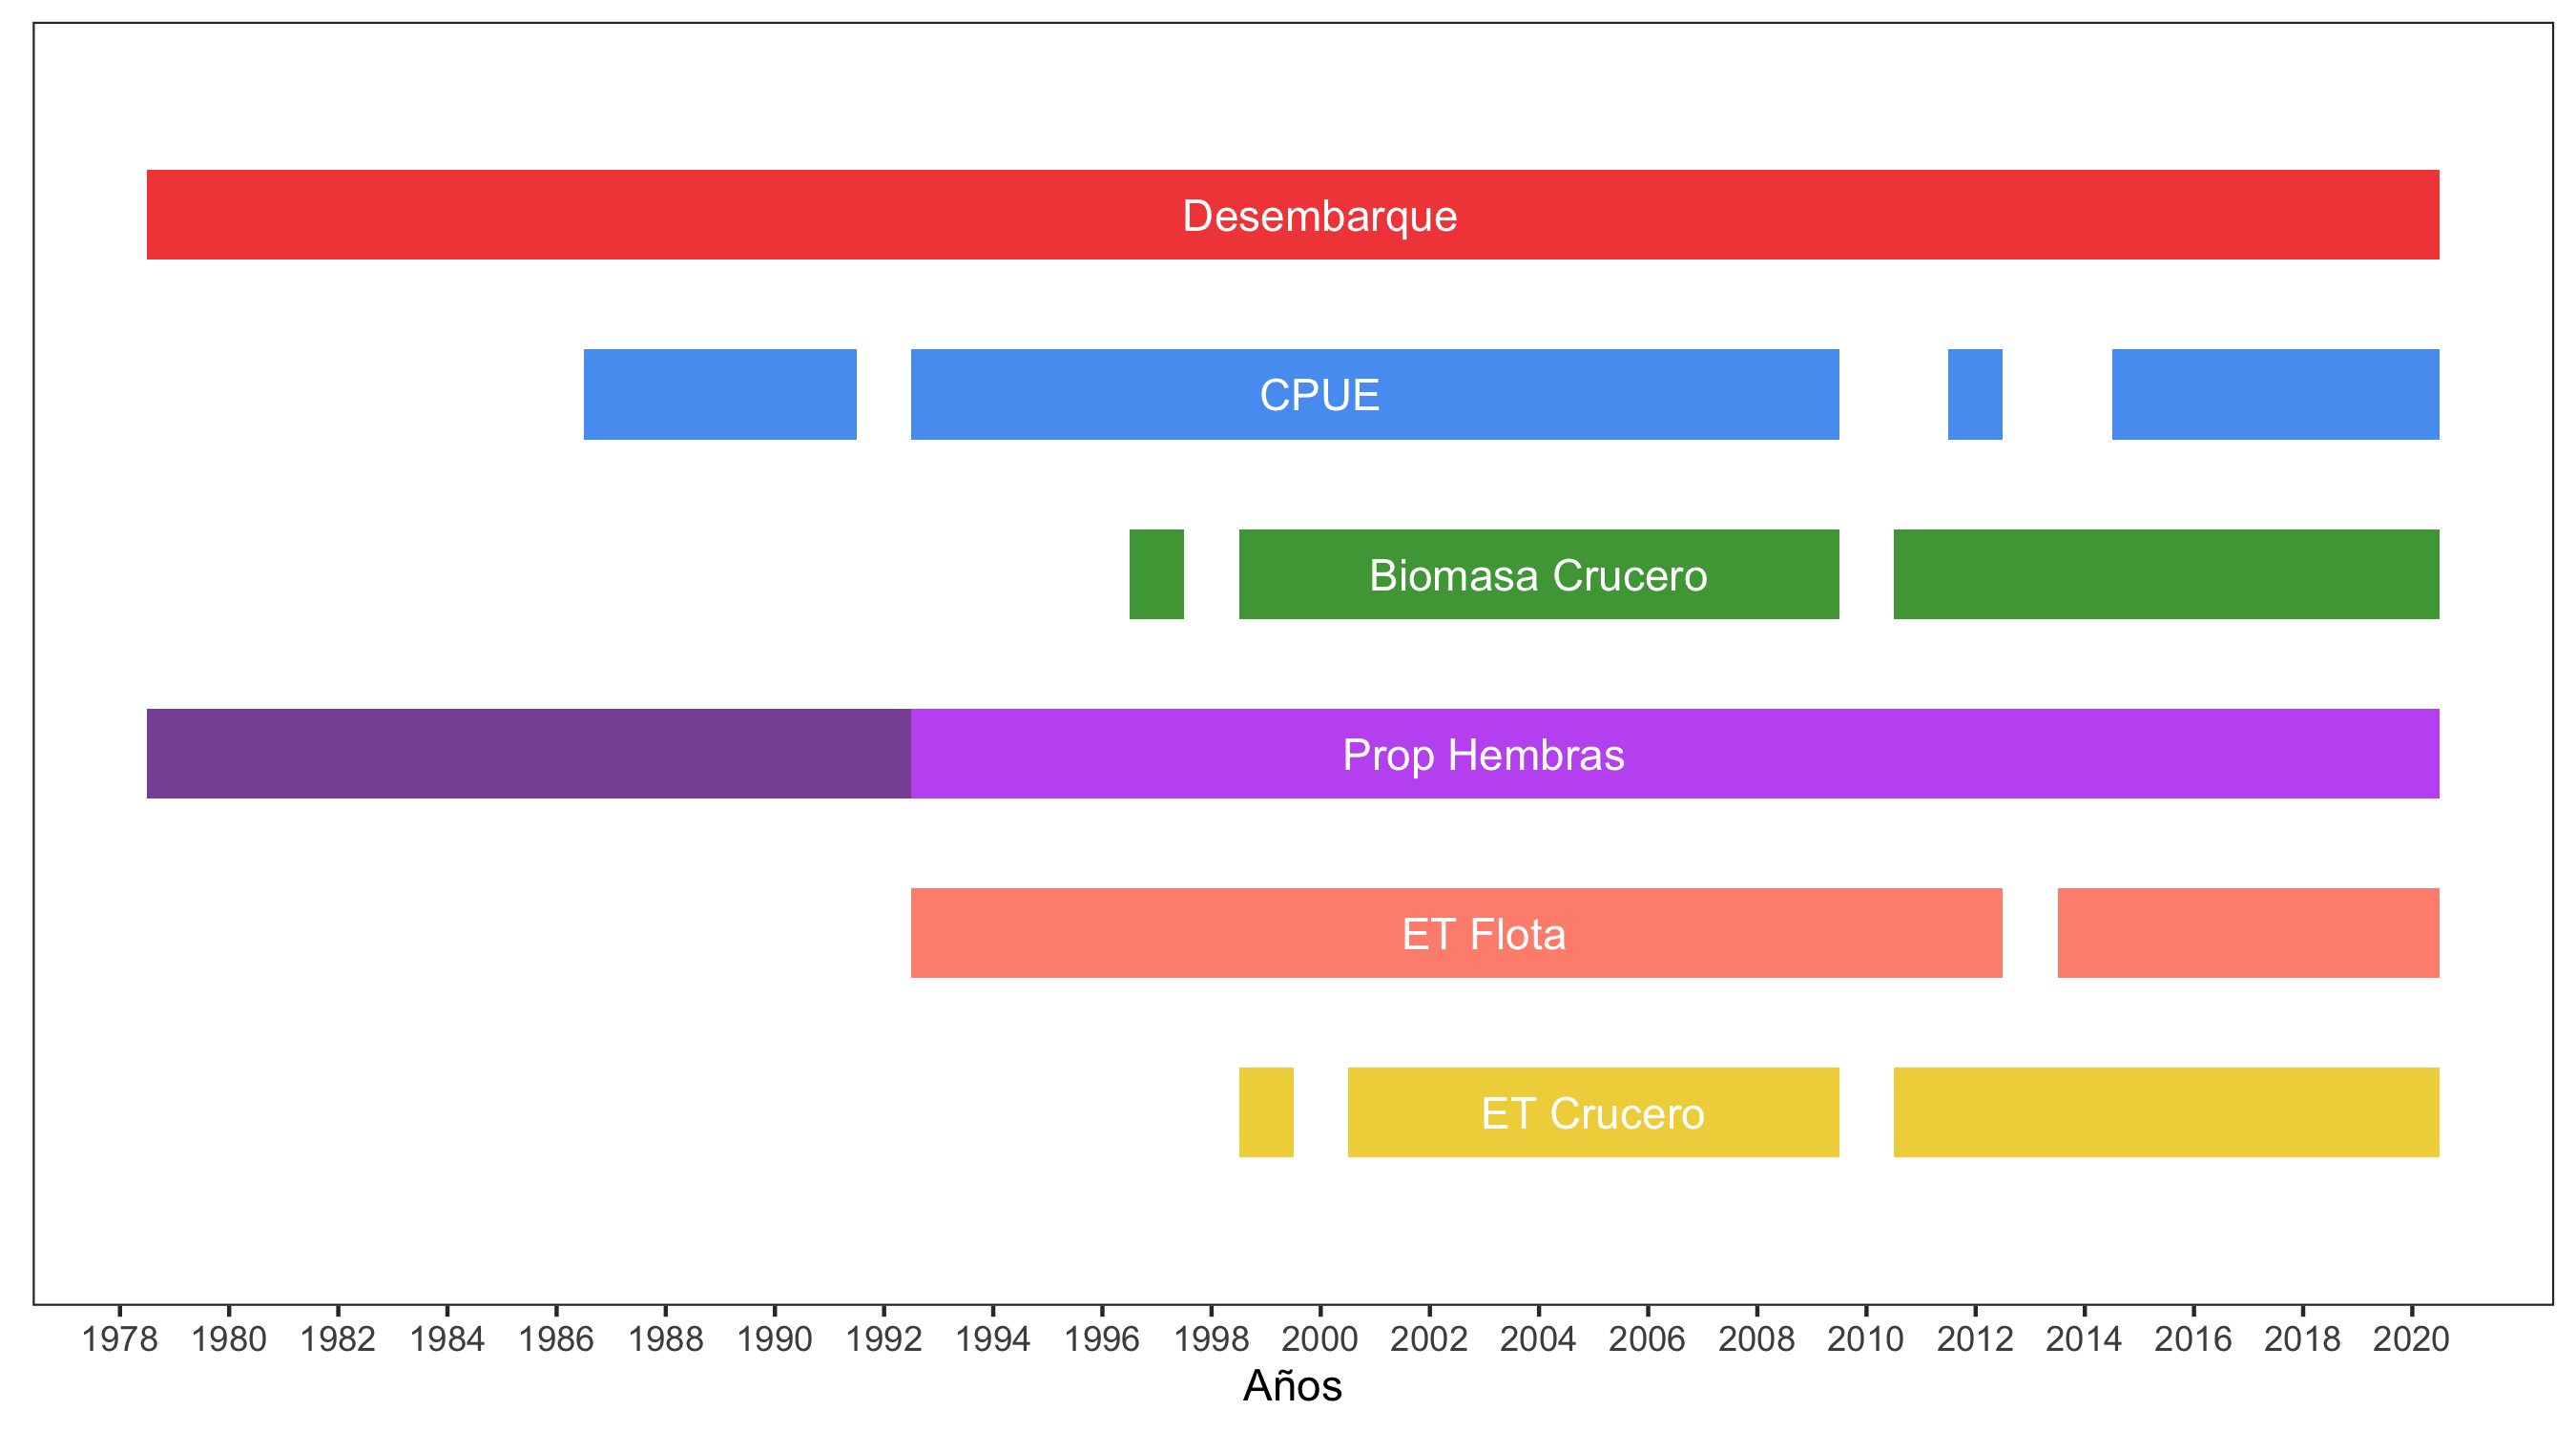 Desembarque
CPUE
Biomasa Crucero
Prop Hembras
ET Flota
ET Crucero
1978 1980 1982 1984 1986 1988 1990 1992 1994 1996 1998 2000 2002 2004 2006 2008 2010 2012 2014 2016 2018 2020
Años